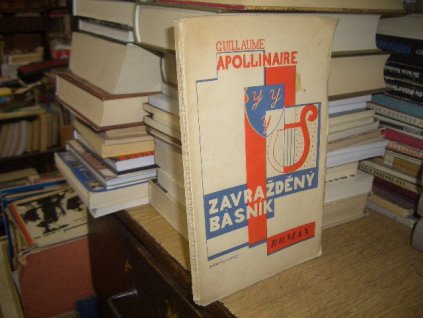 GUILLAUME
APOLLINAIRE
y y
y
ZAVRAŽDĚNÝ
BÁSNÍK
ROMÁN